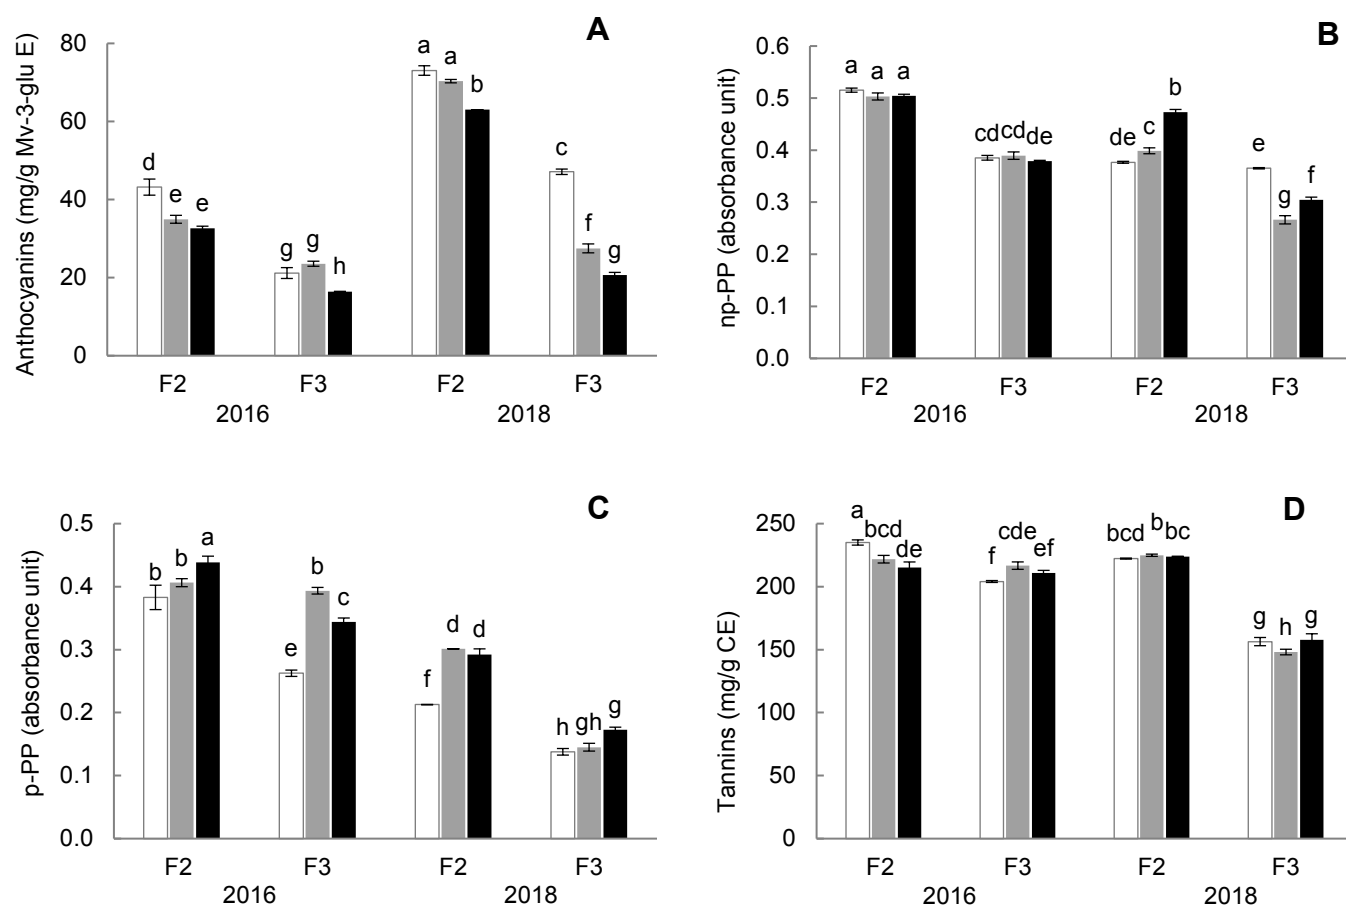 A
Anthocyanins (mg/g Mv-3-glu E)
80
60
40
20
0
d e e
g g h
a a b
c f g
F2 F3 F2 F3
2016 2018
B
np-PP (absorbance unit)
0.6
0.5
0.4
0.3
0.2
0.1
0.0
a a a
cd cd de
de c b
e g f
F2 F3 F2 F3
2016 2018
C
p-PP (absorbance unit)
0.5
0.4
0.3
0.2
0.1
0.0
b b a
e b c
f d d
h gh g
F2 F3 F2 F3
2016 2018
D
Tannins (mg/g CE)
250
200
150
100
50
0
a bcd de
f cde ef
bcd b bc
g h g
F2 F3 F2 F3
2016 2018